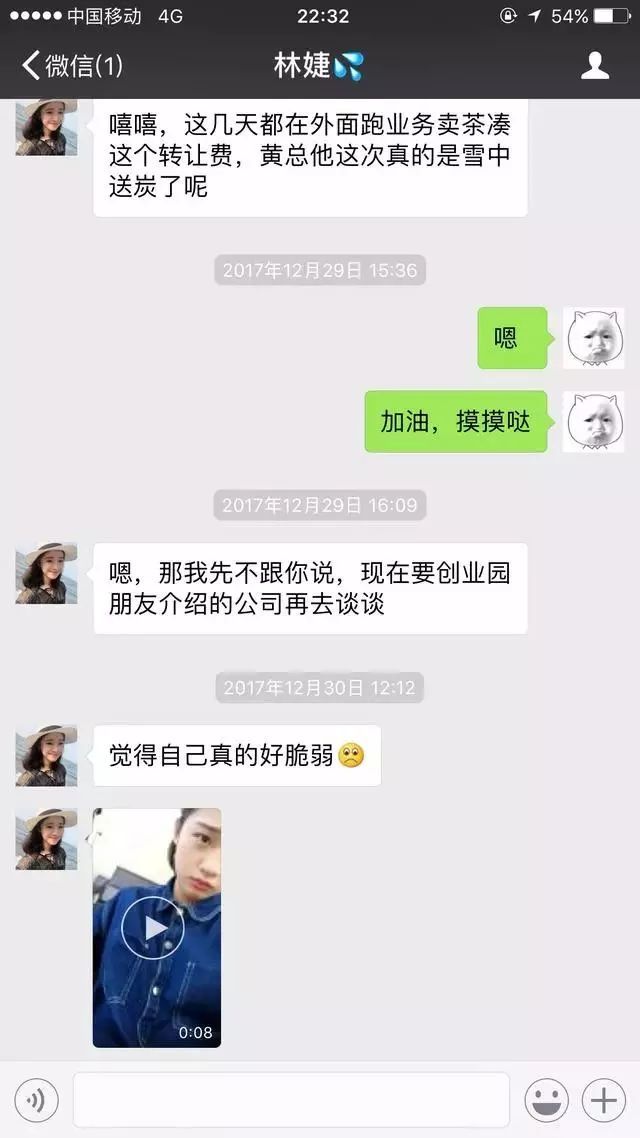 中国移动 4G 22:32 54%
微信(1) 林婕💦
嘻嘻，这几天都在外面跑业务卖茶凑
这个转让费，黄总他这次真的是雪中
送炭了呢
2017年12月29日 15:36
嗯
加油，摸摸哒
2017年12月29日 16:09
嗯，那我先不跟你说，现在要创业园
朋友介绍的公司再去谈谈
2017年12月30日 12:12
觉得自己真的好脆弱🙁
0:08